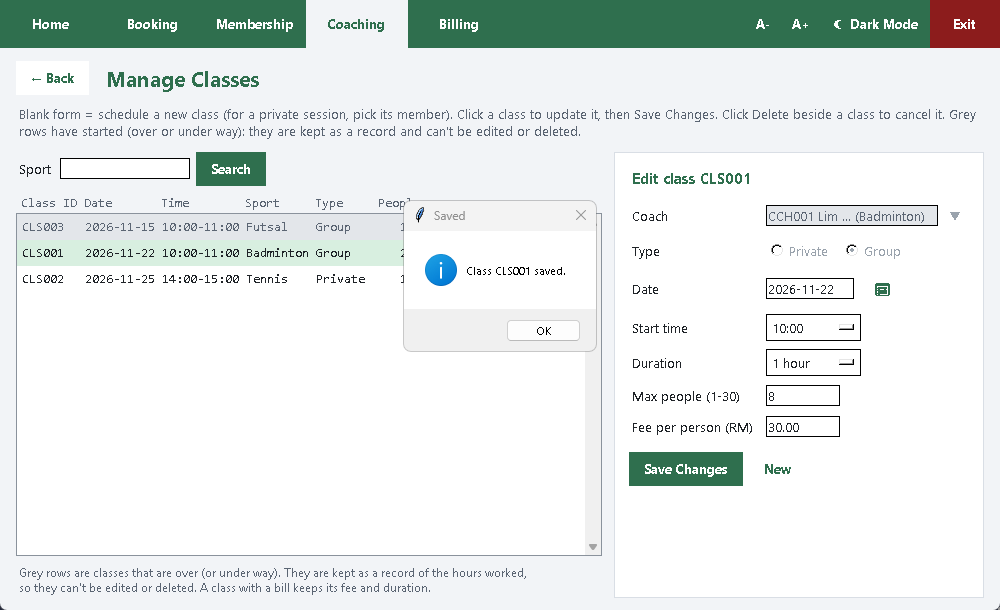 Home Booking Membership Coaching Billing A- A+ Dark Mode Exit
← Back Manage Classes
Blank form = schedule a new class (for a private session, pick its member). Click a class to update it, then Save Changes. Click Delete beside a class to cancel it. Grey
rows have started (over or under way): they are kept as a record and can't be edited or deleted.
Sport Search
Class ID Date Time Sport Type
CLS003 2026-11-15 10:00-11:00 Futsal Group
CLS001 2026-11-22 10:00-11:00 Badminton Group
CLS002 2026-11-25 14:00-15:00 Tennis Private
Saved
Class CLS001 saved.
OK
Edit class CLS001
Coach CCH001 Lim ... (Badminton)
Type Private Group
Date 2026-11-22
Start time 10:00
Duration 1 hour
Max people (1-30) 8
Fee per person (RM) 30.00
Save Changes New
Grey rows are classes that are over (or under way). They are kept as a record of the hours worked,
so they can't be edited or deleted. A class with a bill keeps its fee and duration.